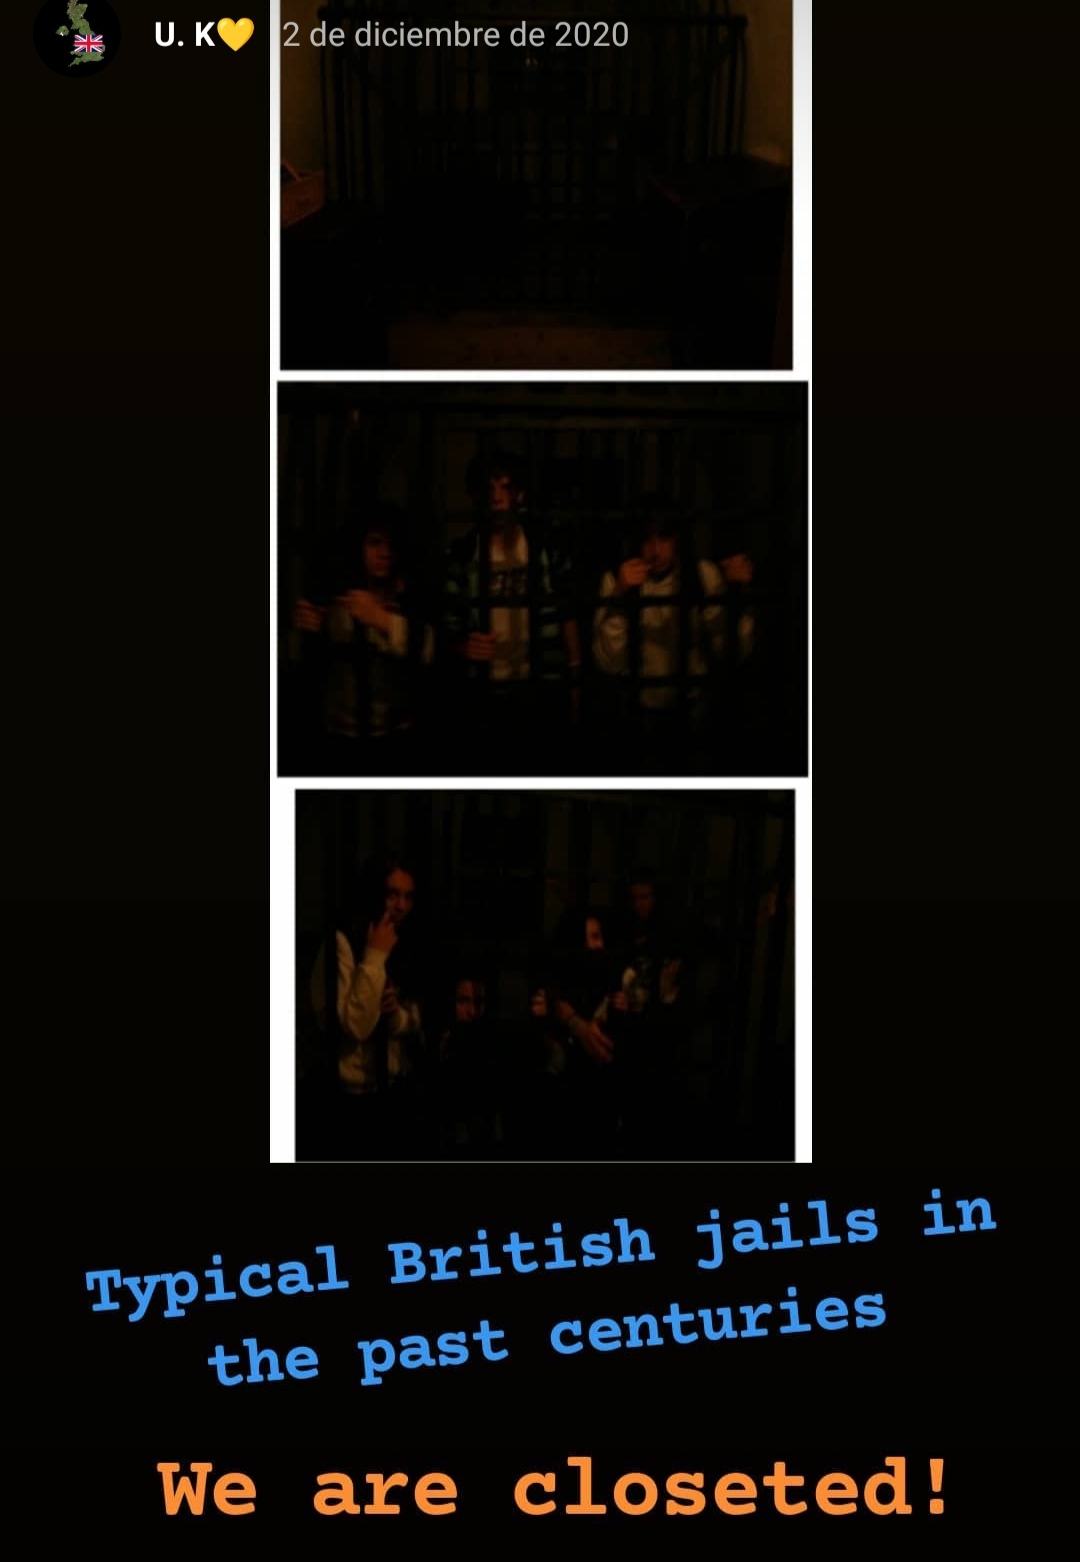 U. K💛 2 de diciembre de 2020
Typical British jails in
the past centuries
We are closeted!